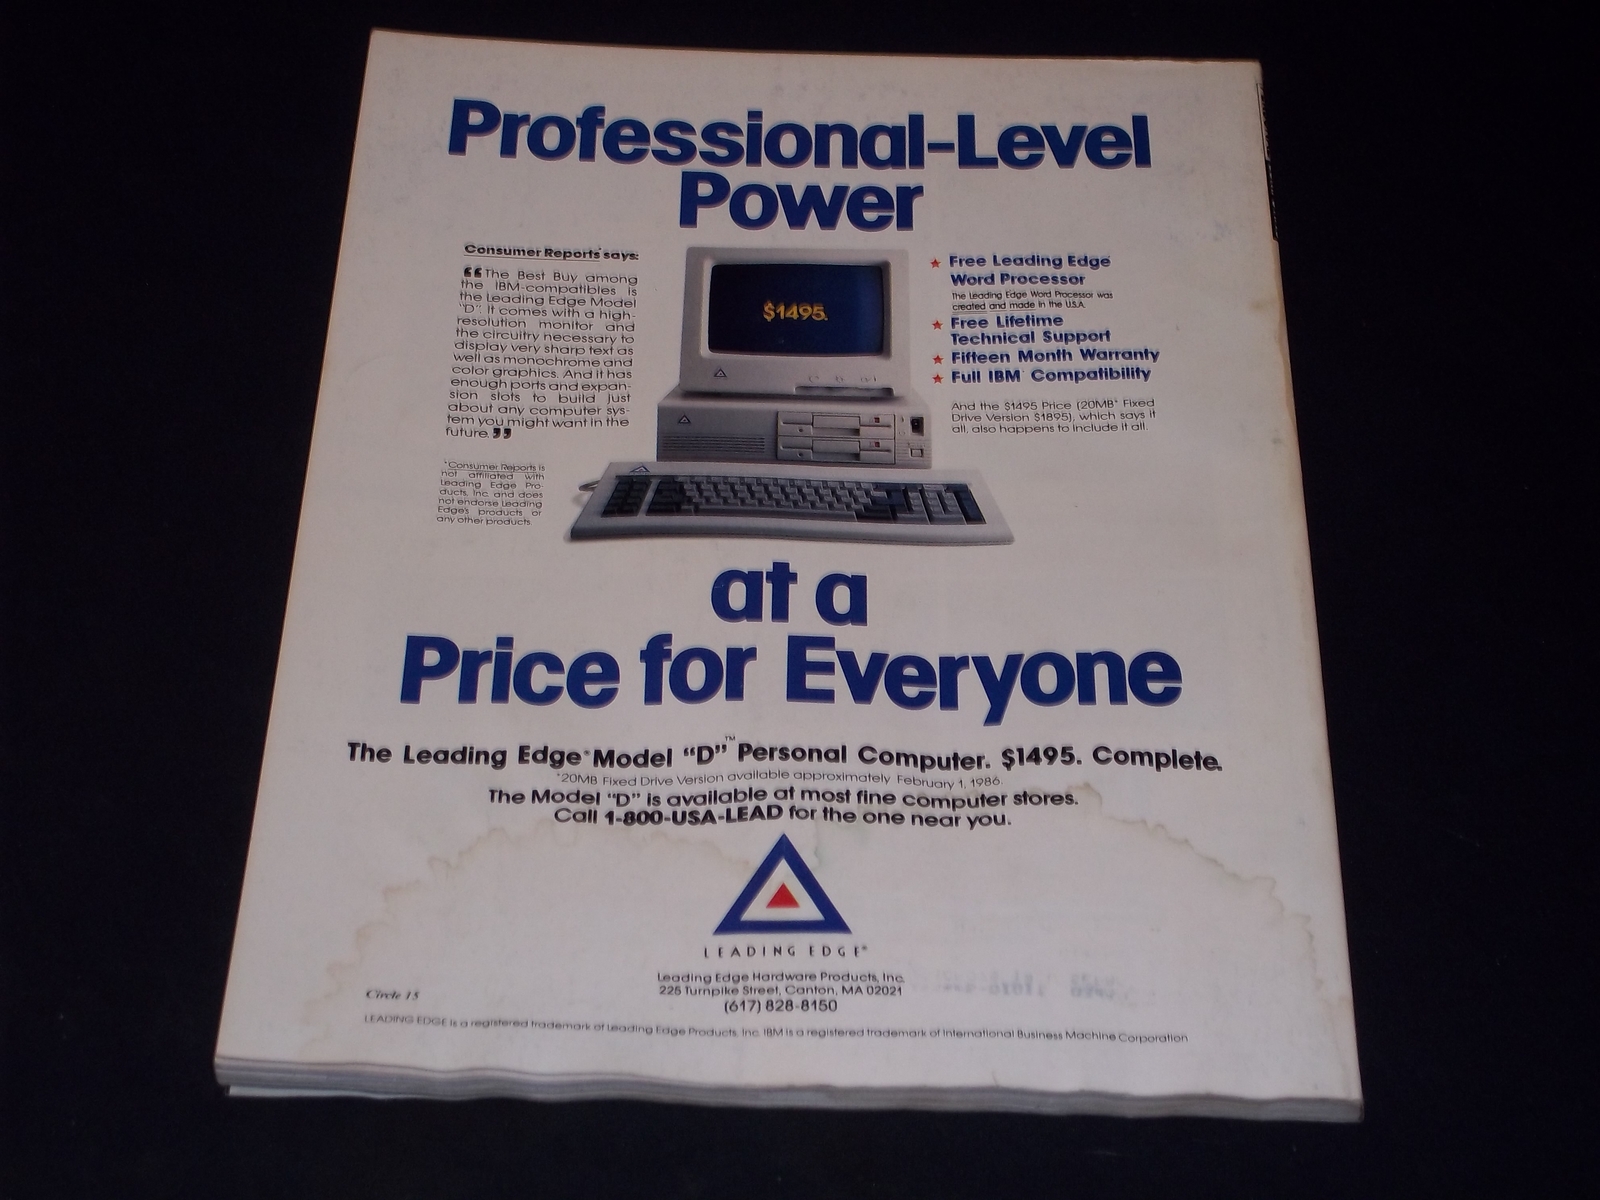 Professional-Level
Power
Consumer Reports* says:
“The Best Buy among
the IBM-compatibles is
the Leading Edge Model
"D". It comes with a high-
resolution monitor and
the circuitry necessary to
display very sharp text as
well as monochrome and
color graphics. And it has
enough ports and expan-
sion slots to build just
about any computer sys-
tem you might want in the
future.”
*Consumer Reports is
not affiliated with
Leading Edge Pro-
ducts, Inc. and does
not endorse Leading
Edge's products or
any other products.
$1495.
★ Free Leading Edge
Word Processor
The Leading Edge Word Processor was
created and made in the U.S.A.
★ Free Lifetime
Technical Support
★ Fifteen Month Warranty
★ Full IBM® Compatibility
And the $1495 Price (20MB* Fixed
Drive Version $1895), which says it
all, also happens to include it all.
at a
Price for Everyone
The Leading Edge® Model “D”™ Personal Computer. $1495. Complete.
*20MB Fixed Drive Version available approximately February 1, 1986.
The Model "D" is available at most fine computer stores.
Call 1-800-USA-LEAD for the one near you.
LEADING EDGE®
Leading Edge Hardware Products, Inc.
225 Turnpike Street, Canton, MA 02021
(617) 828-8150
Circle 15
LEADING EDGE is a registered trademark of Leading Edge Products, Inc. IBM is a registered trademark of International Business Machine Corporation